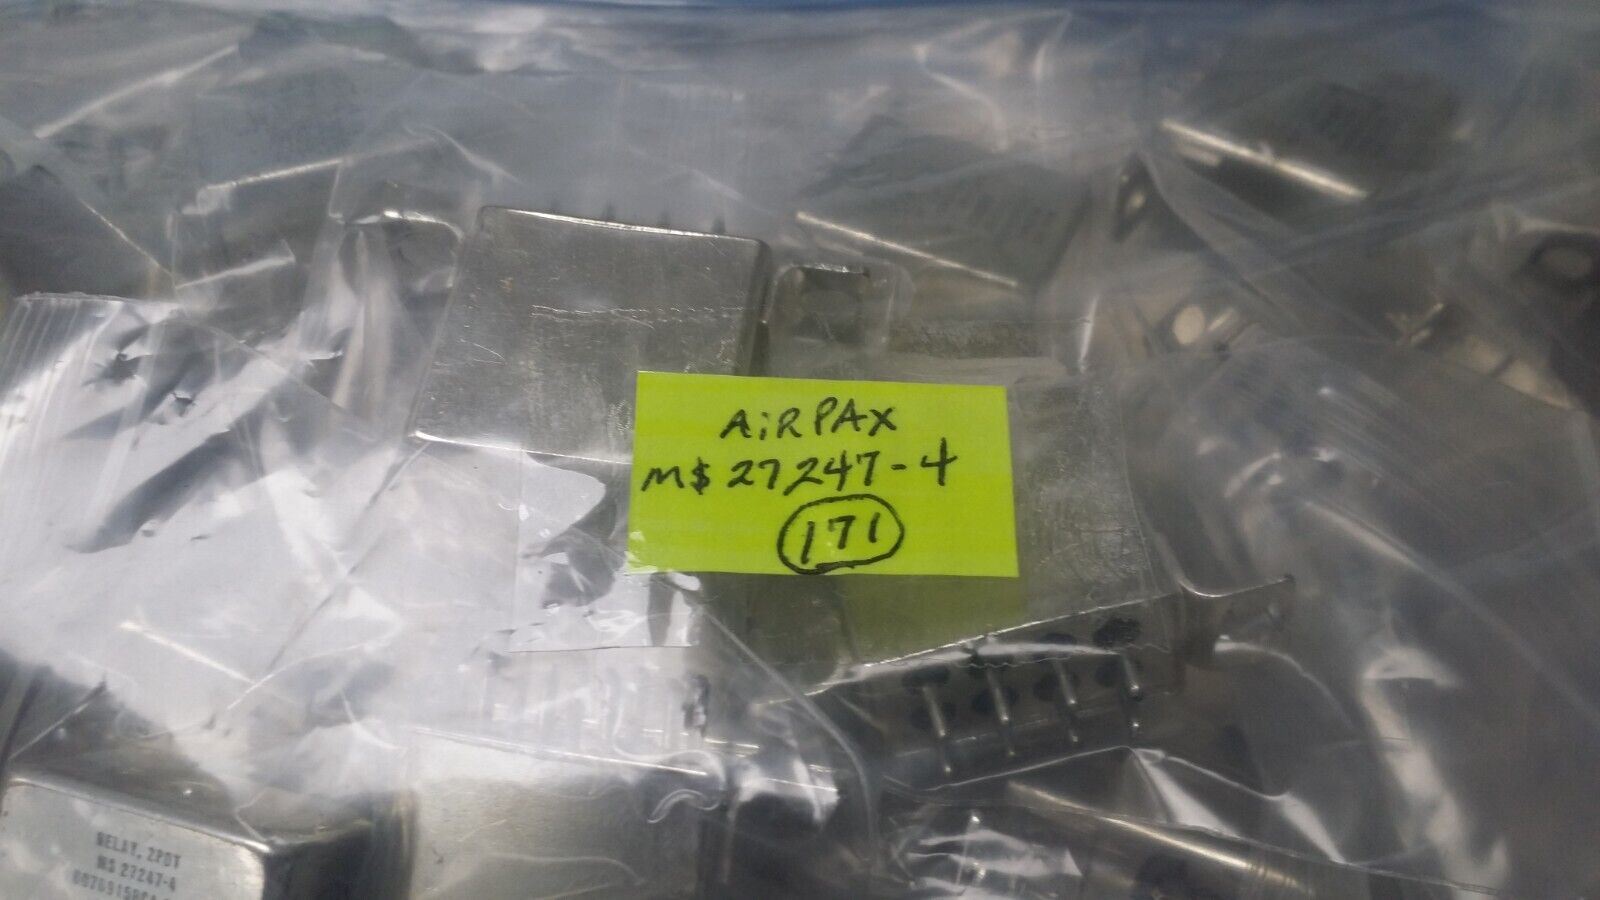 AiRPAX
M$ 27247-4
171
RELAY, 2PDT
MS 27247-4